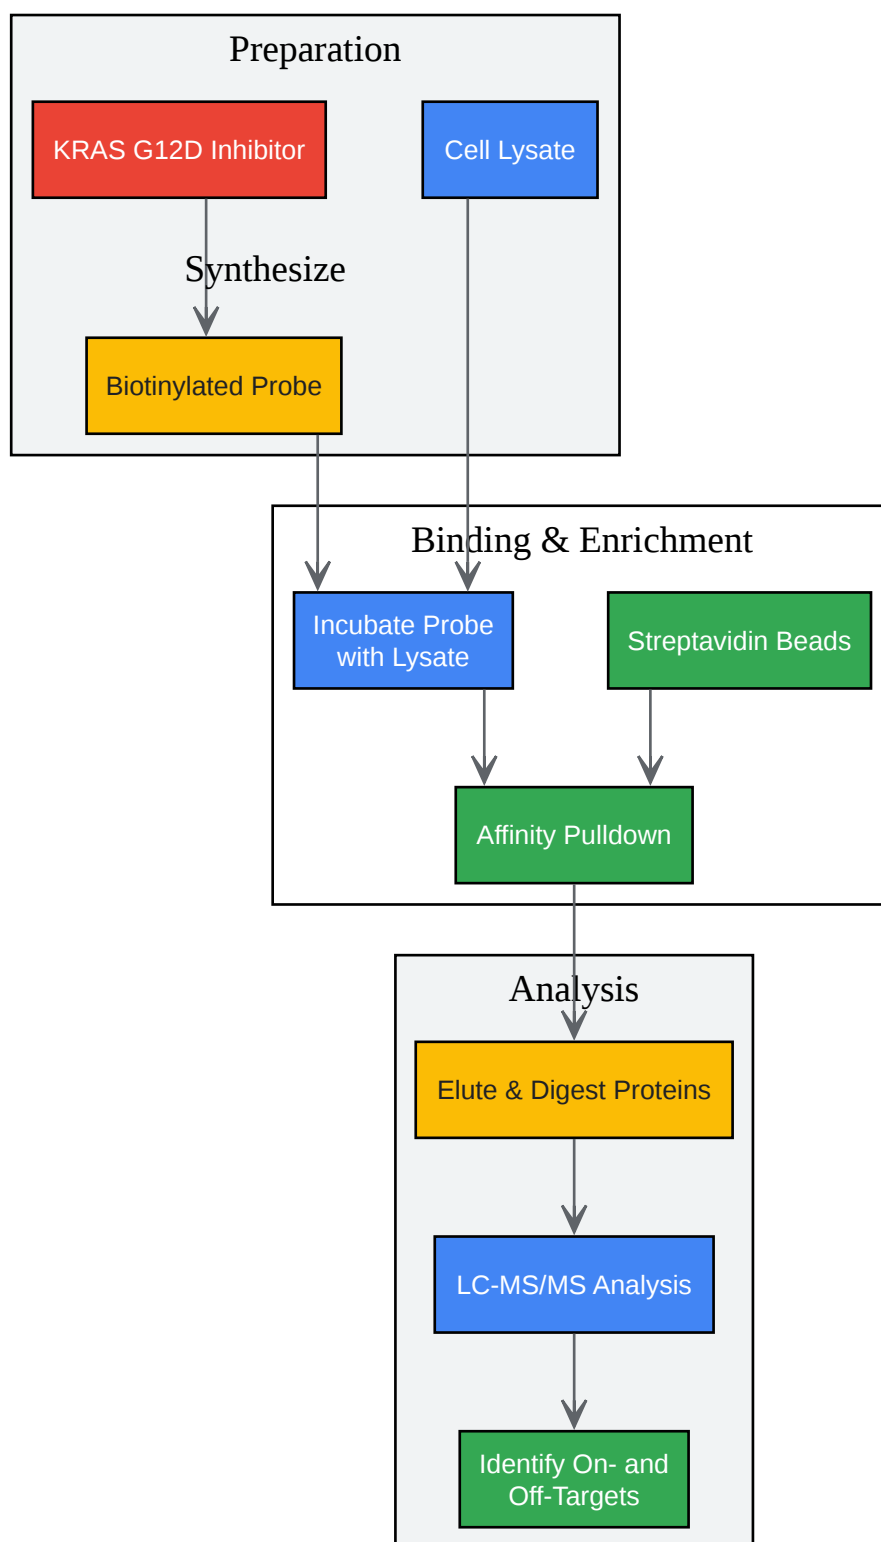 Preparation
KRAS G12D Inhibitor
Cell Lysate
Synthesize
Biotinylated Probe
Binding & Enrichment
Incubate Probe
with Lysate
Streptavidin Beads
Affinity Pulldown
Analysis
Elute & Digest Proteins
LC-MS/MS Analysis
Identify On- and
Off-Targets